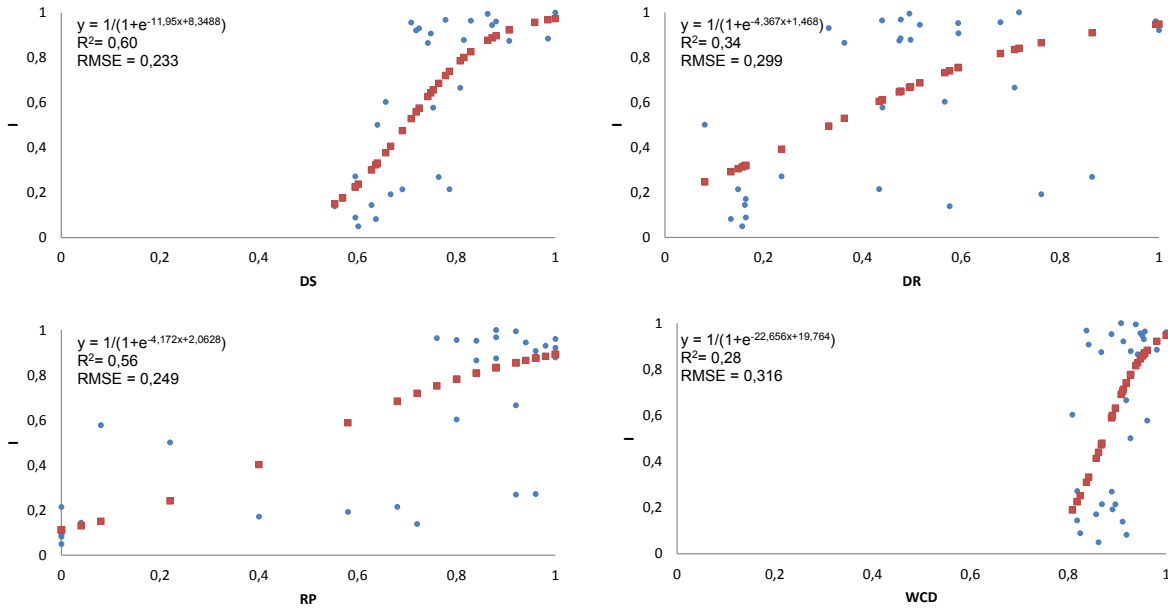 y = 1/(1+e^-11,95x+8,3488)
R²= 0,60
RMSE = 0,233
1
0,8
0,6
0,4
0,2
0
I
0
0,2
0,4
0,6
0,8
1
DS
y = 1/(1+e^-4,367x+1,468)
R²= 0,34
RMSE = 0,299
1
0,8
0,6
0,4
0,2
0
I
0
0,2
0,4
0,6
0,8
1
DR
y = 1/(1+e^-4,172x+2,0628)
R²= 0,56
RMSE = 0,249
1
0,8
0,6
0,4
0,2
0
I
0
0,2
0,4
0,6
0,8
1
RP
y = 1/(1+e^-22,656x+19,764)
R²= 0,28
RMSE = 0,316
1
0,8
0,6
0,4
0,2
0
I
0
0,2
0,4
0,6
0,8
1
WCD